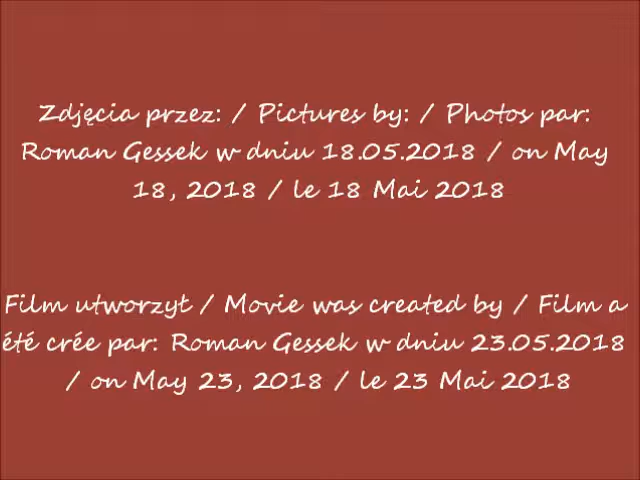 Zdjęcia przez: / Pictures by: / Photos par:
Roman Gessek w dniu 18.05.2018 / on May
18, 2018 / le 18 Mai 2018
Film utworzył / Movie was created by / Film a
été crée par: Roman Gessek w dniu 23.05.2018
/ on May 23, 2018 / le 23 Mai 2018